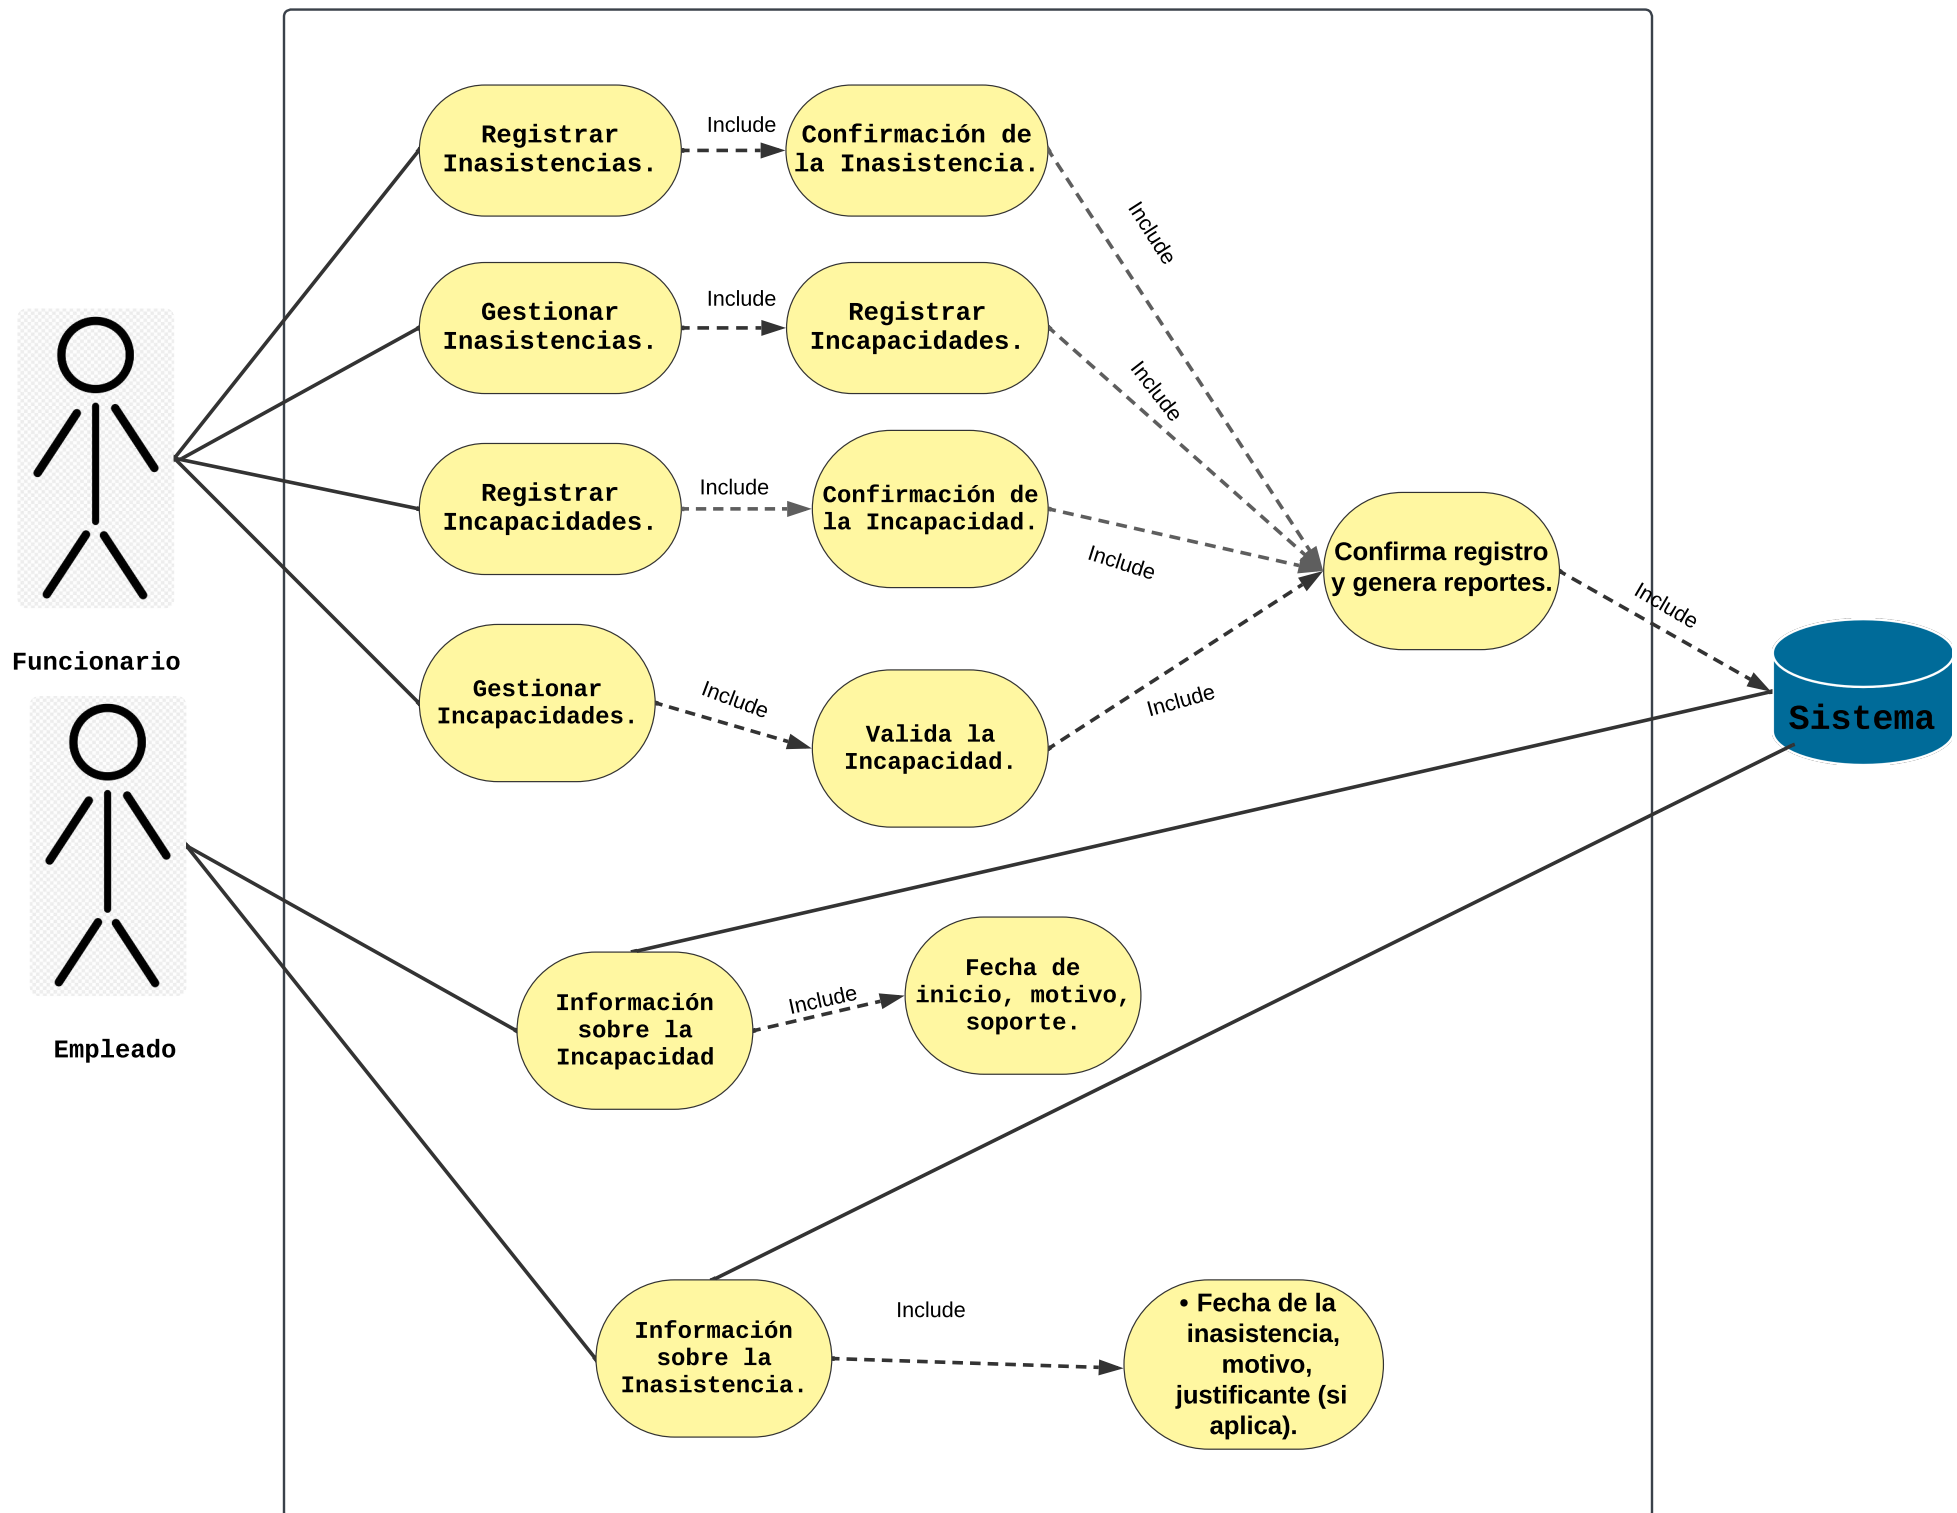 Registrar
Inasistencias.
Include
Confirmación de
la Inasistencia.
Include
Gestionar
Inasistencias.
Include
Registrar
Incapacidades.
Include
Registrar
Incapacidades.
Include
Confirmación de
la Incapacidad.
Include
Confirma registro
y genera reportes.
Include
Funcionario
Gestionar
Incapacidades.
Include
Valida la
Incapacidad.
Include
Sistema
Empleado
Información
sobre la
Incapacidad
Include
Fecha de
inicio, motivo,
soporte.
Información
sobre la
Inasistencia.
Include
• Fecha de la
inasistencia,
motivo,
justificante (si
aplica).